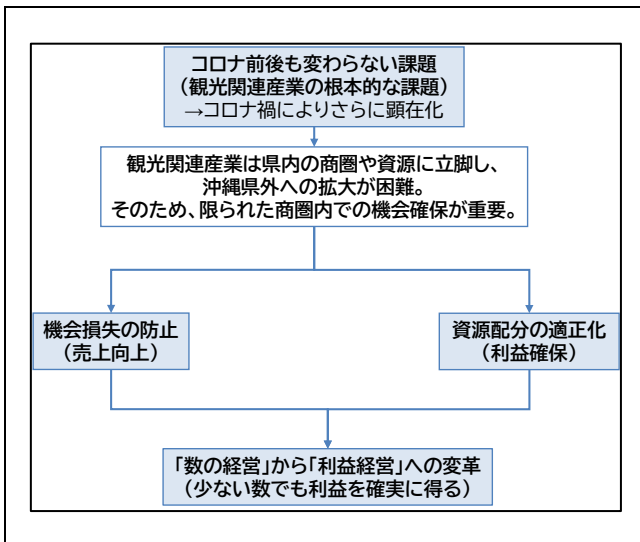 コロナ前後も変わらない課題
（観光関連産業の根本的な課題）
→コロナ禍によりさらに顕在化
観光関連産業は県内の商圏や資源に立脚し、
沖縄県外への拡大が困難。
そのため、限られた商圏内での機会確保が重要。
機会損失の防止
（売上向上）
資源配分の適正化
（利益確保）
「数の経営」から「利益経営」への変革
（少ない数でも利益を確実に得る）